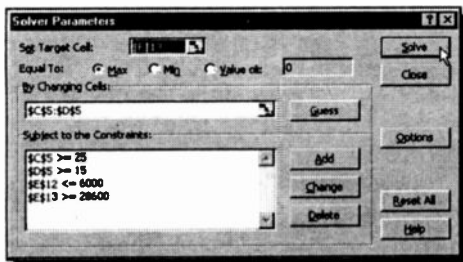 Solver Parameters
Set Target Cell:
Solve
Equal To: Max Min Value of: 0
Close
By Changing Cells:
$C$5:$D$5
Guess
Subject to the Constraints:
Options
$C$5 >= 25
$D$5 >= 15
$E$12 <= 6000
$E$13 >= 28600
Add
Change
Delete
Reset All
Help